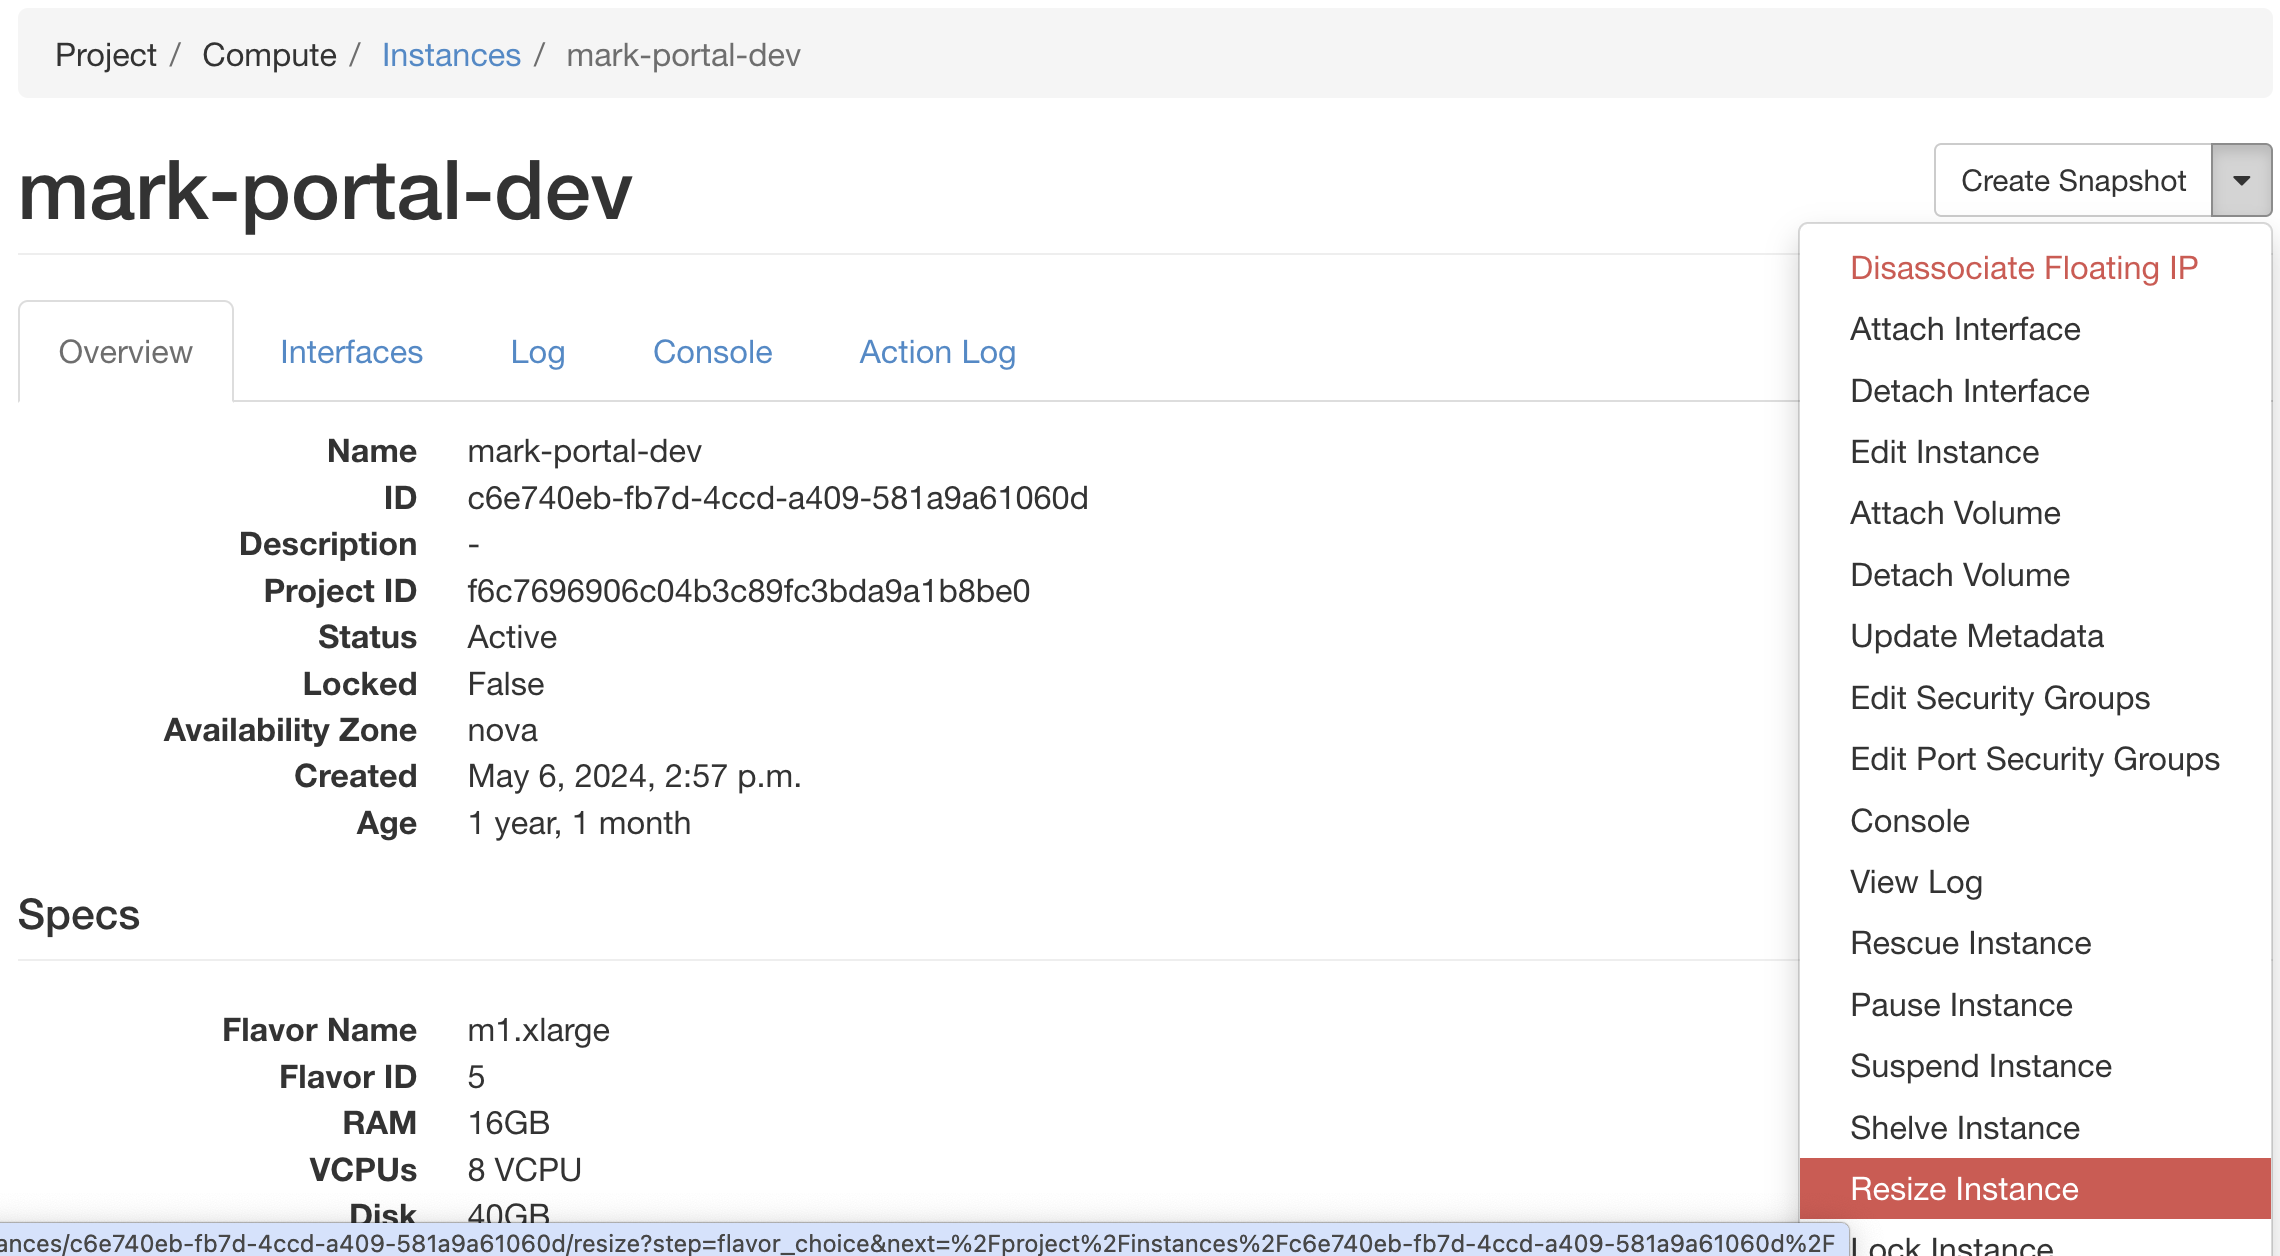 Project / Compute / Instances / mark-portal-dev
mark-portal-dev
Create Snapshot
Disassociate Floating IP
Attach Interface
Detach Interface
Edit Instance
Attach Volume
Detach Volume
Update Metadata
Edit Security Groups
Edit Port Security Groups
Console
View Log
Rescue Instance
Pause Instance
Suspend Instance
Shelve Instance
Resize Instance
Lock Instance
Overview Interfaces Log Console Action Log
Name mark-portal-dev
ID c6e740eb-fb7d-4ccd-a409-581a9a61060d
Description -
Project ID f6c7696906c04b3c89fc3bda9a1b8be0
Status Active
Locked False
Availability Zone nova
Created May 6, 2024, 2:57 p.m.
Age 1 year, 1 month
Specs
Flavor Name m1.xlarge
Flavor ID 5
RAM 16GB
VCPUs 8 VCPU
Disk 40GB
ances/c6e740eb-fb7d-4ccd-a409-581a9a61060d/resize?step=flavor_choice&next=%2Fproject%2Finstances%2Fc6e740eb-fb7d-4ccd-a409-581a9a61060d%2F